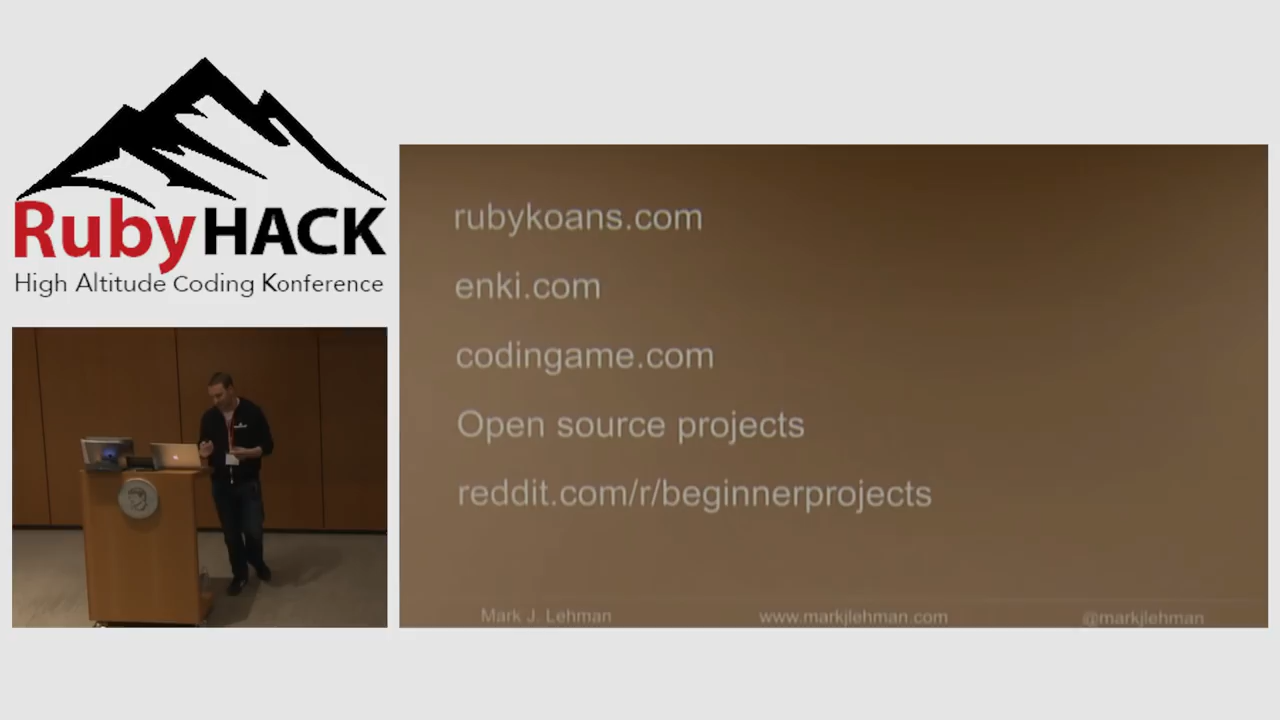 RubyHACK
High Altitude Coding Konference
rubykoans.com
enki.com
codingame.com
Open source projects
reddit.com/r/beginnerprojects
Mark J. Lehman
www.markjlehman.com
@markjlehman